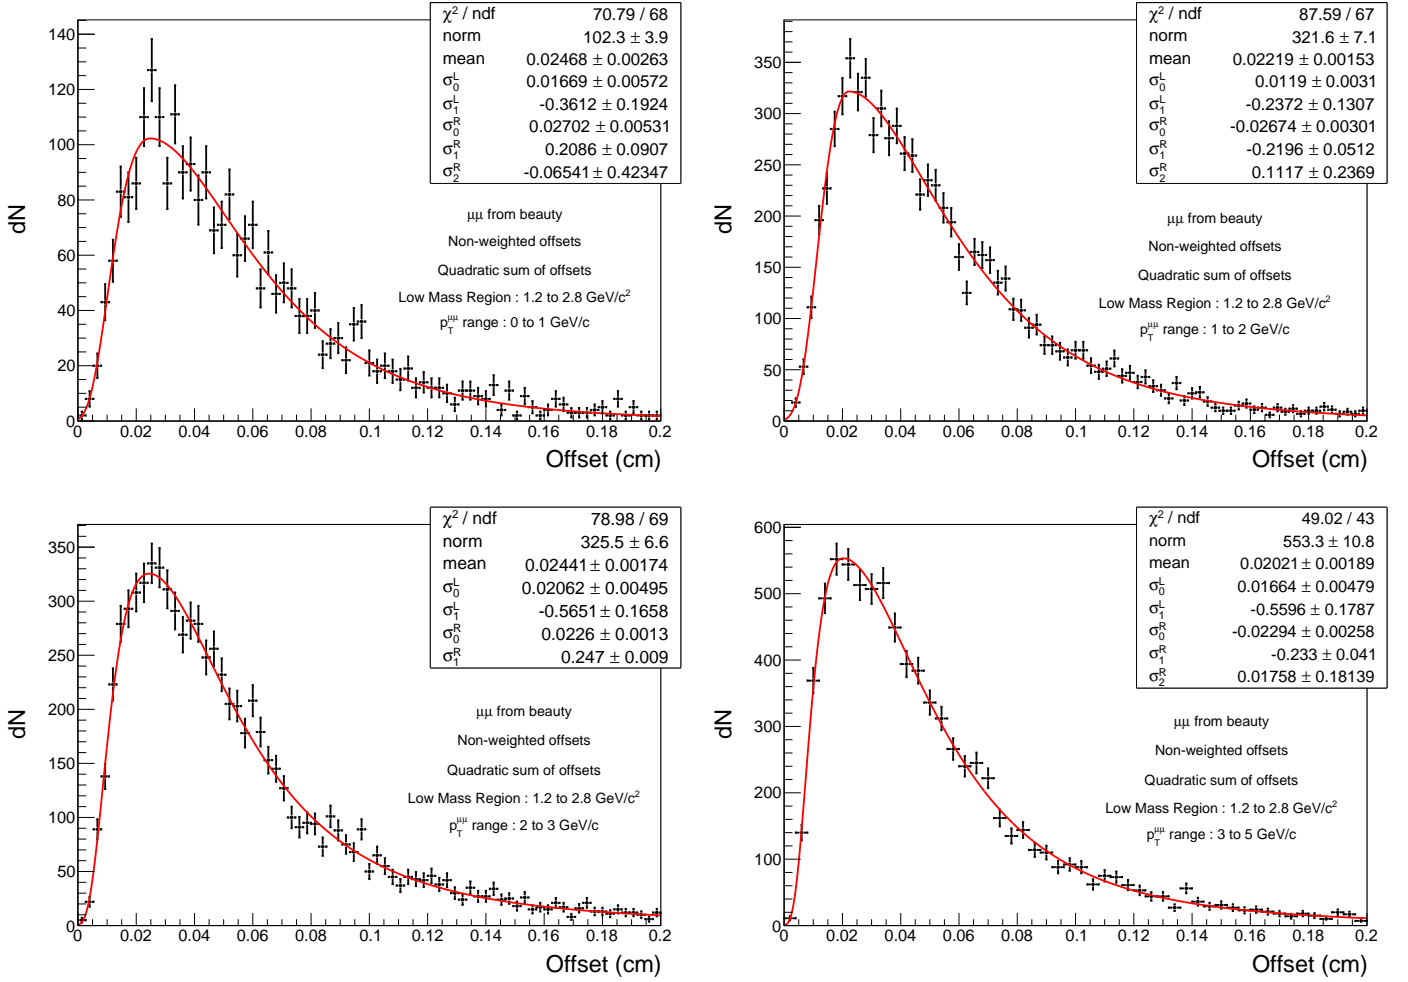 χ² / ndf 70.79 / 68
norm 102.3 ± 3.9
mean 0.02468 ± 0.00263
σ₀ᴸ 0.01669 ± 0.00572
σ₁ᴸ -0.3612 ± 0.1924
σ₀ᴿ 0.02702 ± 0.00531
σ₁ᴿ 0.2086 ± 0.0907
σ₂ᴿ -0.06541 ± 0.42347
μμ from beauty
Non-weighted offsets
Quadratic sum of offsets
Low Mass Region : 1.2 to 2.8 GeV/c²
p_T^μμ range : 0 to 1 GeV/c
dN
140
120
100
80
60
40
20
0
0 0.02 0.04 0.06 0.08 0.1 0.12 0.14 0.16 0.18 0.2
Offset (cm)
χ² / ndf 87.59 / 67
norm 321.6 ± 7.1
mean 0.02219 ± 0.00153
σ₀ᴸ 0.0119 ± 0.0031
σ₁ᴸ -0.2372 ± 0.1307
σ₀ᴿ -0.02674 ± 0.00301
σ₁ᴿ -0.2196 ± 0.0512
σ₂ᴿ 0.1117 ± 0.2369
μμ from beauty
Non-weighted offsets
Quadratic sum of offsets
Low Mass Region : 1.2 to 2.8 GeV/c²
p_T^μμ range : 1 to 2 GeV/c
dN
350
300
250
200
150
100
50
0
0 0.02 0.04 0.06 0.08 0.1 0.12 0.14 0.16 0.18 0.2
Offset (cm)
χ² / ndf 78.98 / 69
norm 325.5 ± 6.6
mean 0.02441 ± 0.00174
σ₀ᴸ 0.02062 ± 0.00495
σ₁ᴸ -0.5651 ± 0.1658
σ₀ᴿ 0.0226 ± 0.0013
σ₁ᴿ 0.247 ± 0.009
μμ from beauty
Non-weighted offsets
Quadratic sum of offsets
Low Mass Region : 1.2 to 2.8 GeV/c²
p_T^μμ range : 2 to 3 GeV/c
dN
350
300
250
200
150
100
50
0
0 0.02 0.04 0.06 0.08 0.1 0.12 0.14 0.16 0.18 0.2
Offset (cm)
χ² / ndf 49.02 / 43
norm 553.3 ± 10.8
mean 0.02021 ± 0.00189
σ₀ᴸ 0.01664 ± 0.00479
σ₁ᴸ -0.5596 ± 0.1787
σ₀ᴿ -0.02294 ± 0.00258
σ₁ᴿ -0.233 ± 0.041
σ₂ᴿ 0.01758 ± 0.18139
μμ from beauty
Non-weighted offsets
Quadratic sum of offsets
Low Mass Region : 1.2 to 2.8 GeV/c²
p_T^μμ range : 3 to 5 GeV/c
dN
600
500
400
300
200
100
0
0 0.02 0.04 0.06 0.08 0.1 0.12 0.14 0.16 0.18 0.2
Offset (cm)